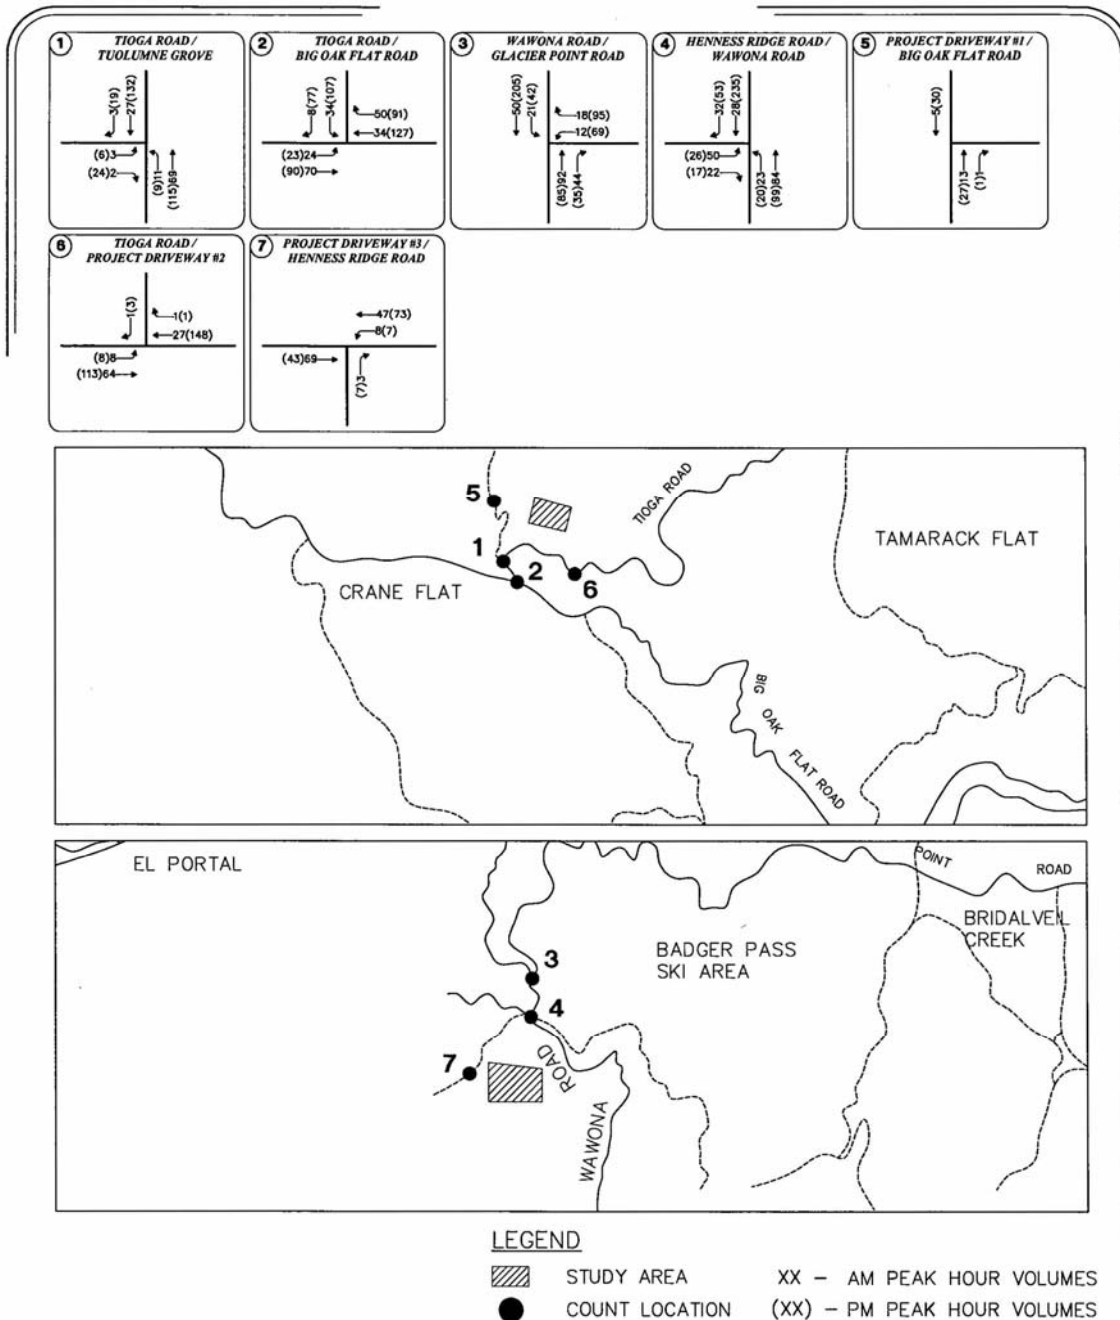 1 TIOGA ROAD /
TUOLUMNE GROVE
3(19)
27(132)
(6)3
(24)2
(9)11
(115)69
2 TIOGA ROAD /
BIG OAK FLAT ROAD
8(77)
34(107)
50(91)
34(127)
(23)24
(90)70
3 WAWONA ROAD /
GLACIER POINT ROAD
50(205)
21(42)
18(95)
12(69)
(85)92
(35)44
4 HENNESS RIDGE ROAD /
WAWONA ROAD
32(53)
28(235)
(26)50
(17)22
(20)23
(99)84
5 PROJECT DRIVEWAY #1 /
BIG OAK FLAT ROAD
5(30)
(27)13
(1)1
6 TIOGA ROAD /
PROJECT DRIVEWAY #2
1(3)
1(1)
27(148)
(8)8
(113)64
7 PROJECT DRIVEWAY #3 /
HENNESS RIDGE ROAD
47(73)
8(7)
(43)69
(7)3
5
TIOGA ROAD
TAMARACK FLAT
1
2
6
CRANE FLAT
BIG OAK FLAT ROAD
EL PORTAL
POINT ROAD
BRIDALVEIL
CREEK
BADGER PASS
SKI AREA
3
4
7
WAWONA ROAD
LEGEND
STUDY AREA
XX - AM PEAK HOUR VOLUMES
COUNT LOCATION
(XX) - PM PEAK HOUR VOLUMES